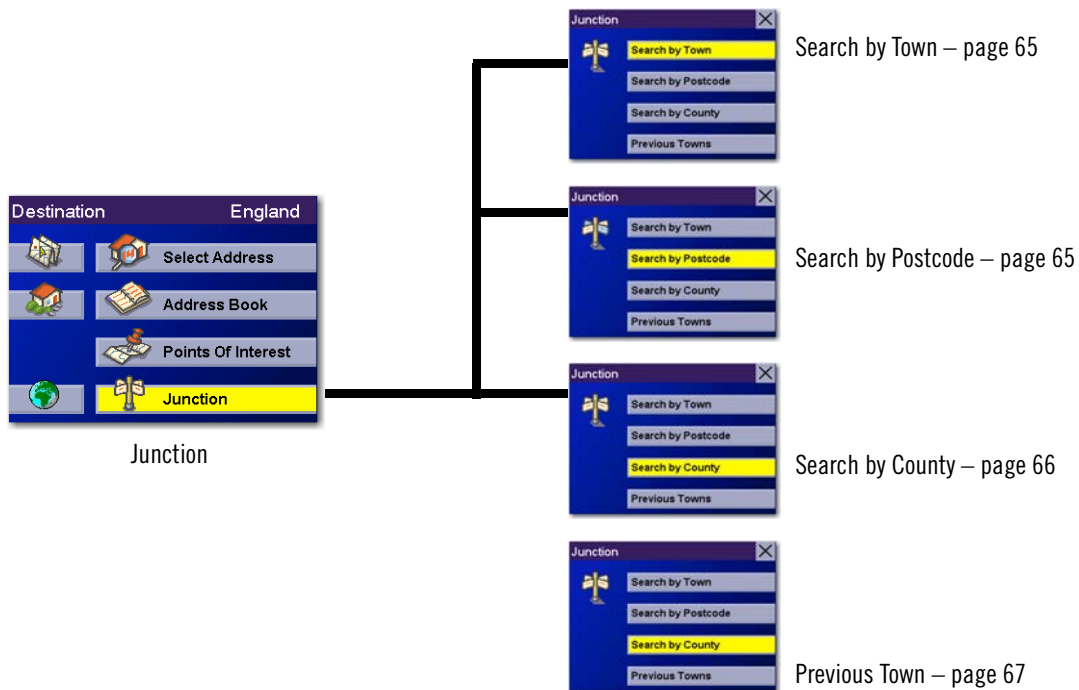 Junction
Search by Town
Search by Postcode
Search by County
Previous Towns
Search by Town – page 65
Junction
Search by Town
Search by Postcode
Search by County
Previous Towns
Search by Postcode – page 65
Destination England
Select Address
Address Book
Points Of Interest
Junction
Junction
Junction
Search by Town
Search by Postcode
Search by County
Previous Towns
Search by County – page 66
Junction
Search by Town
Search by Postcode
Search by County
Previous Towns
Previous Town – page 67